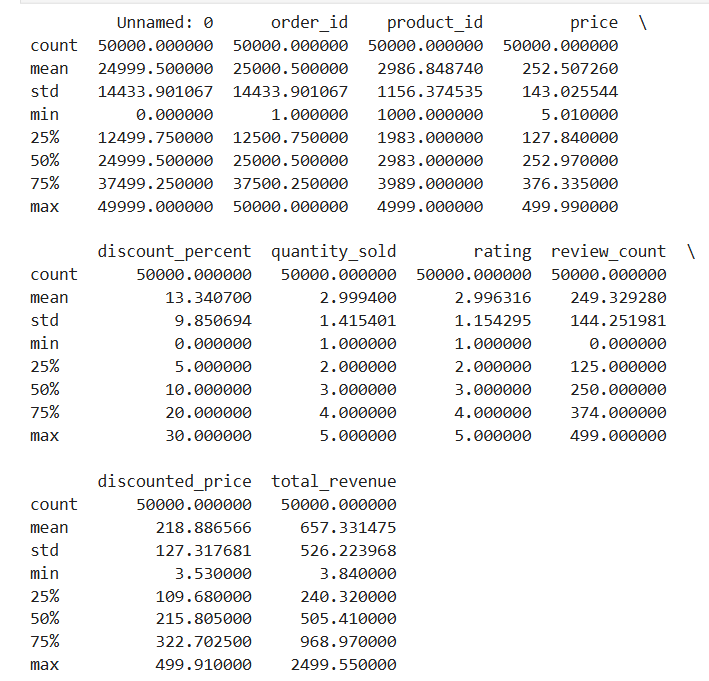 Unnamed: 0 order_id product_id price \
count 50000.000000 50000.000000 50000.000000 50000.000000
mean 24999.500000 25000.500000 2986.848740 252.507260
std 14433.901067 14433.901067 1156.374535 143.025544
min 0.000000 1.000000 1000.000000 5.010000
25% 12499.750000 12500.750000 1983.000000 127.840000
50% 24999.500000 25000.500000 2983.000000 252.970000
75% 37499.250000 37500.250000 3989.000000 376.335000
max 49999.000000 50000.000000 4999.000000 499.990000
discount_percent quantity_sold rating review_count \
count 50000.000000 50000.000000 50000.000000 50000.000000
mean 13.340700 2.999400 2.996316 249.329280
std 9.850694 1.415401 1.154295 144.251981
min 0.000000 1.000000 1.000000 0.000000
25% 5.000000 2.000000 2.000000 125.000000
50% 10.000000 3.000000 3.000000 250.000000
75% 20.000000 4.000000 4.000000 374.000000
max 30.000000 5.000000 5.000000 499.000000
discounted_price total_revenue
count 50000.000000 50000.000000
mean 218.886566 657.331475
std 127.317681 526.223968
min 3.530000 3.840000
25% 109.680000 240.320000
50% 215.805000 505.410000
75% 322.702500 968.970000
max 499.910000 2499.550000